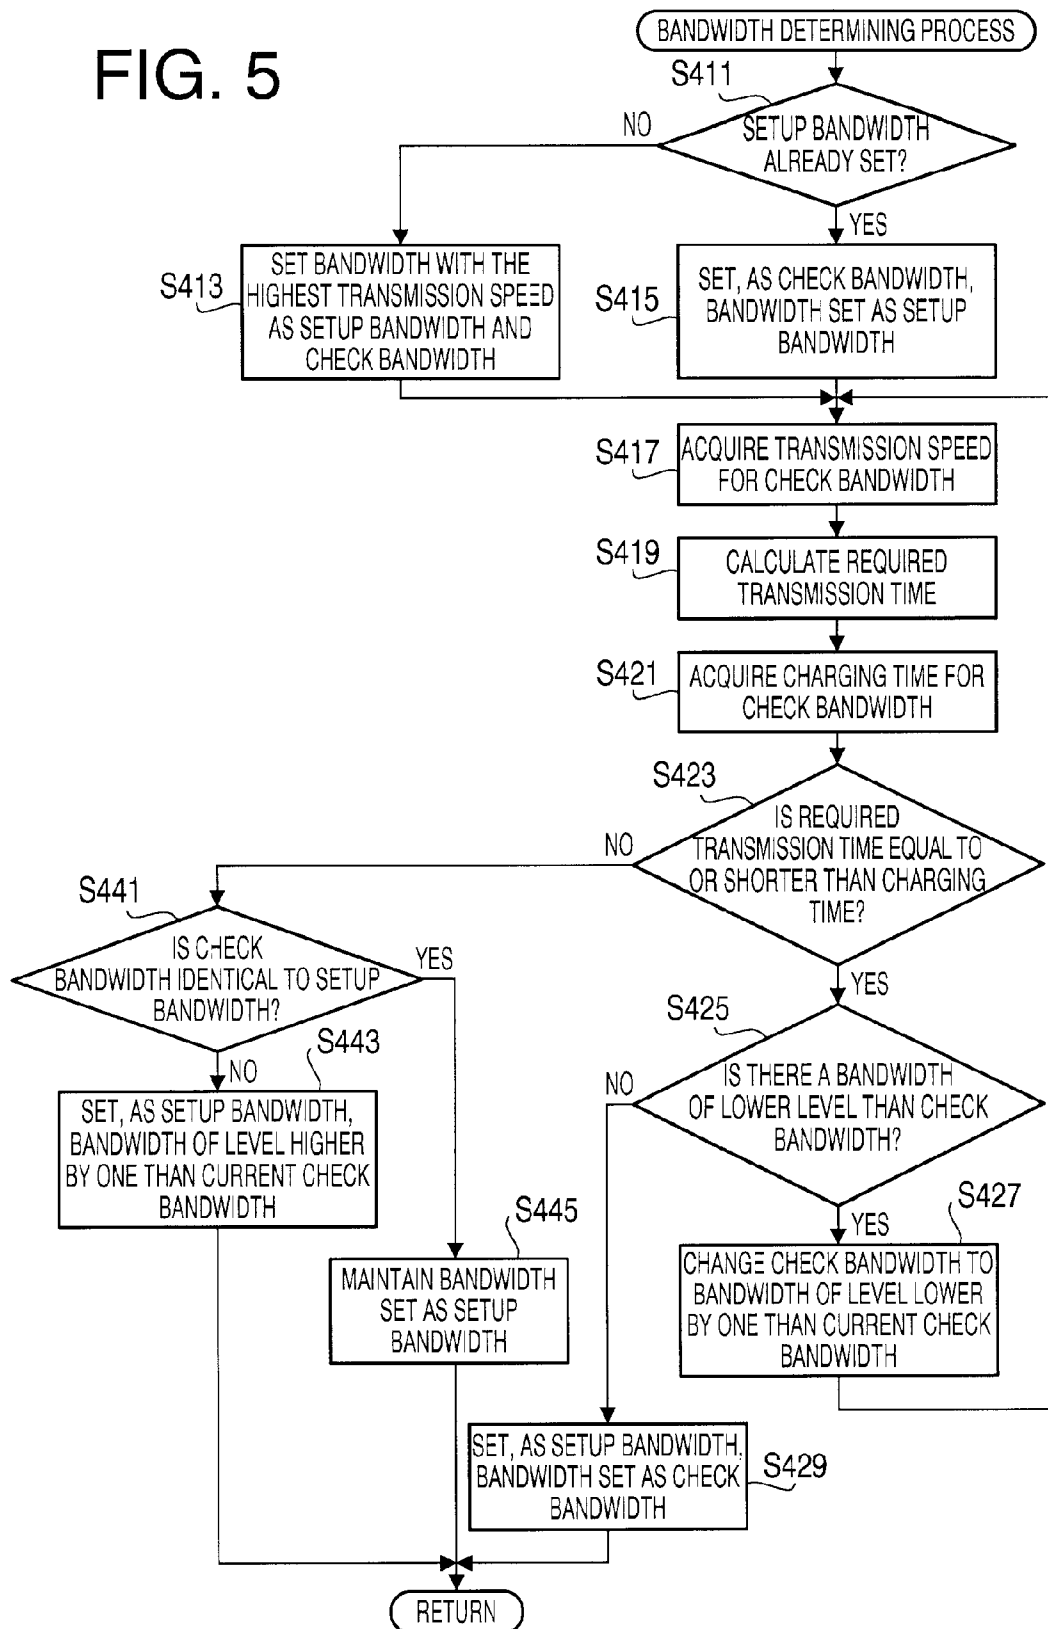 FIG. 5
BANDWIDTH DETERMINING PROCESS
S411
SETUP BANDWIDTH
ALREADY SET?
NO
YES
S413
SET BANDWIDTH WITH THE
HIGHEST TRANSMISSION SPEED
AS SETUP BANDWIDTH AND
CHECK BANDWIDTH
S415
SET, AS CHECK BANDWIDTH,
BANDWIDTH SET AS SETUP
BANDWIDTH
S417
ACQUIRE TRANSMISSION SPEED
FOR CHECK BANDWIDTH
S419
CALCULATE REQUIRED
TRANSMISSION TIME
S421
ACQUIRE CHARGING TIME FOR
CHECK BANDWIDTH
S423
IS REQUIRED
TRANSMISSION TIME EQUAL TO
OR SHORTER THAN CHARGING
TIME?
NO
YES
S441
IS CHECK
BANDWIDTH IDENTICAL TO SETUP
BANDWIDTH?
YES
NO
S443
SET, AS SETUP BANDWIDTH,
BANDWIDTH OF LEVEL HIGHER
BY ONE THAN CURRENT CHECK
BANDWIDTH
S445
MAINTAIN BANDWIDTH
SET AS SETUP
BANDWIDTH
S425
IS THERE A BANDWIDTH
OF LOWER LEVEL THAN CHECK
BANDWIDTH?
NO
YES
S427
CHANGE CHECK BANDWIDTH TO
BANDWIDTH OF LEVEL LOWER
BY ONE THAN CURRENT CHECK
BANDWIDTH
S429
SET, AS SETUP BANDWIDTH,
BANDWIDTH SET AS CHECK
BANDWIDTH
RETURN